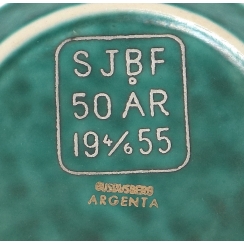 SJBF
50 ÅR
19 4/6 55
GUSTAVSBERG
ARGENTA